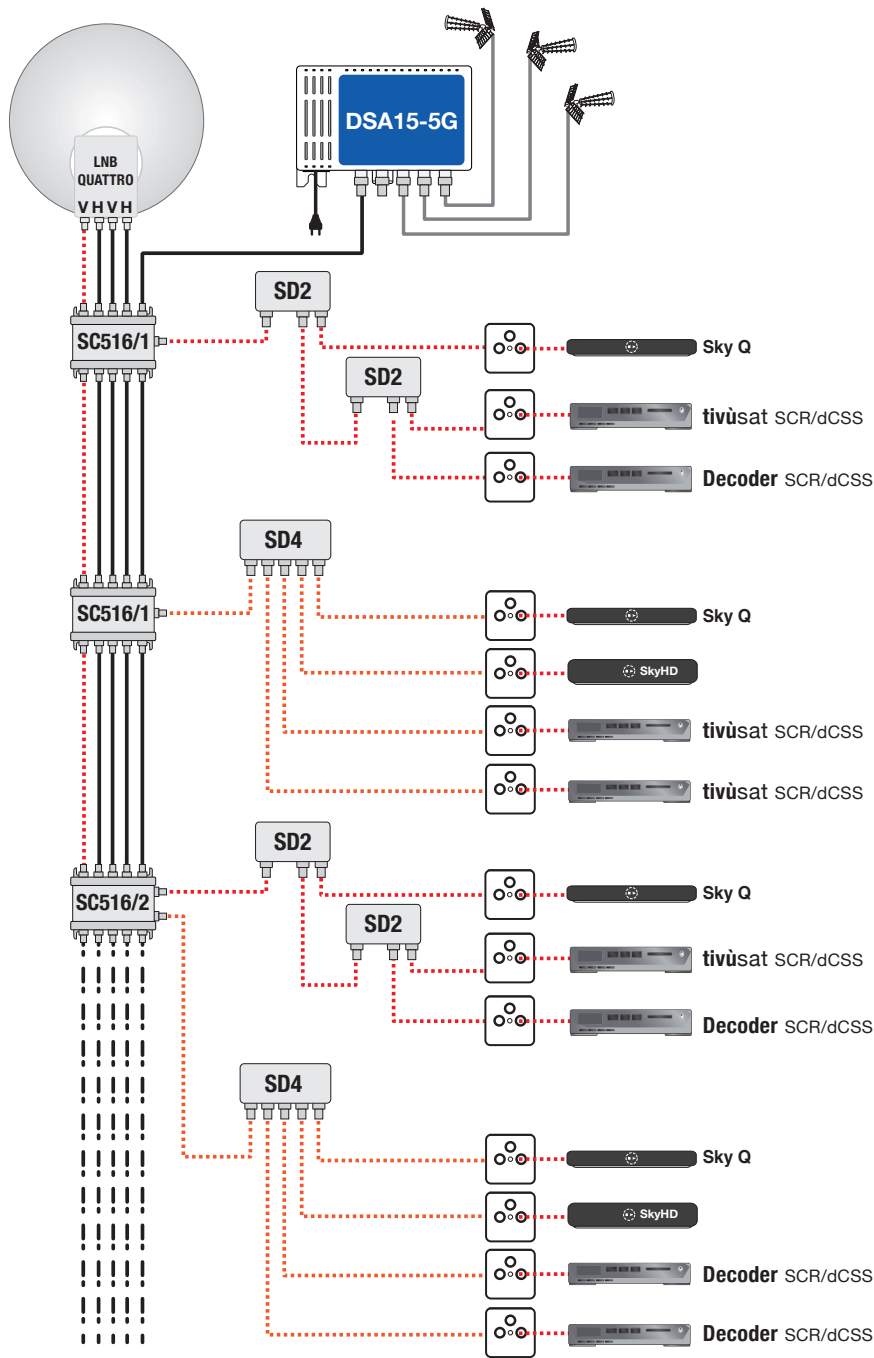 DSA15-5G
LNB
QUATTRO
V H V H
SD2
SC516/1
Sky Q
SD2
tivùsat SCR/dCSS
Decoder SCR/dCSS
SD4
SC516/1
Sky Q
SkyHD
tivùsat SCR/dCSS
tivùsat SCR/dCSS
SD2
SC516/2
Sky Q
SD2
tivùsat SCR/dCSS
Decoder SCR/dCSS
SD4
Sky Q
SkyHD
Decoder SCR/dCSS
Decoder SCR/dCSS